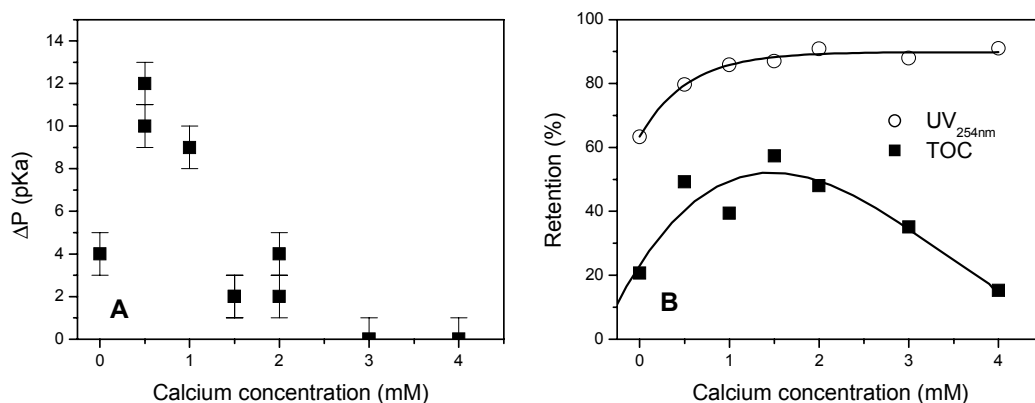 14
12
10
8
6
4
2
0
ΔP (pKa)
A
0 1 2 3 4
Calcium concentration (mM)
100
80
60
40
20
0
Retention (%)
UV254nm
TOC
B
0 1 2 3 4
Calcium concentration (mM)